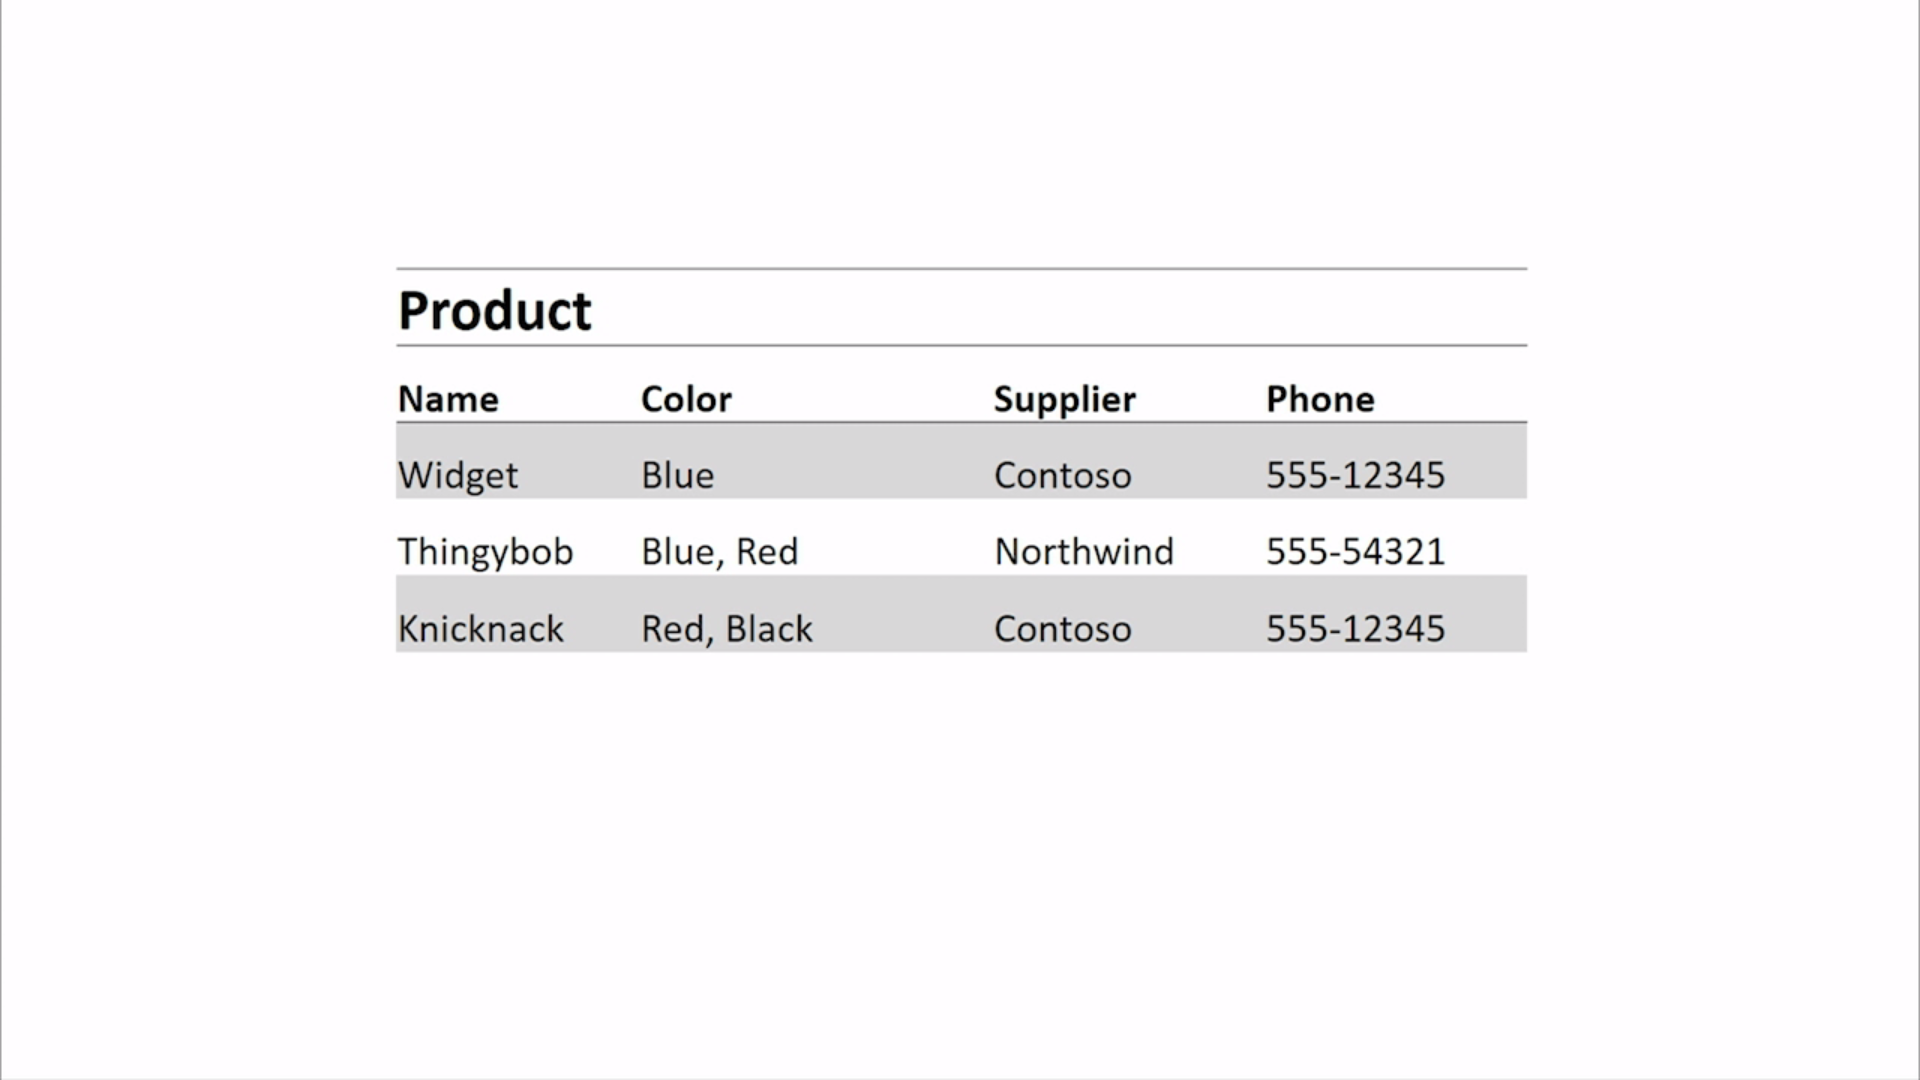 Product
Name Color Supplier Phone
Widget Blue Contoso 555-12345
Thingybob Blue, Red Northwind 555-54321
Knicknack Red, Black Contoso 555-12345